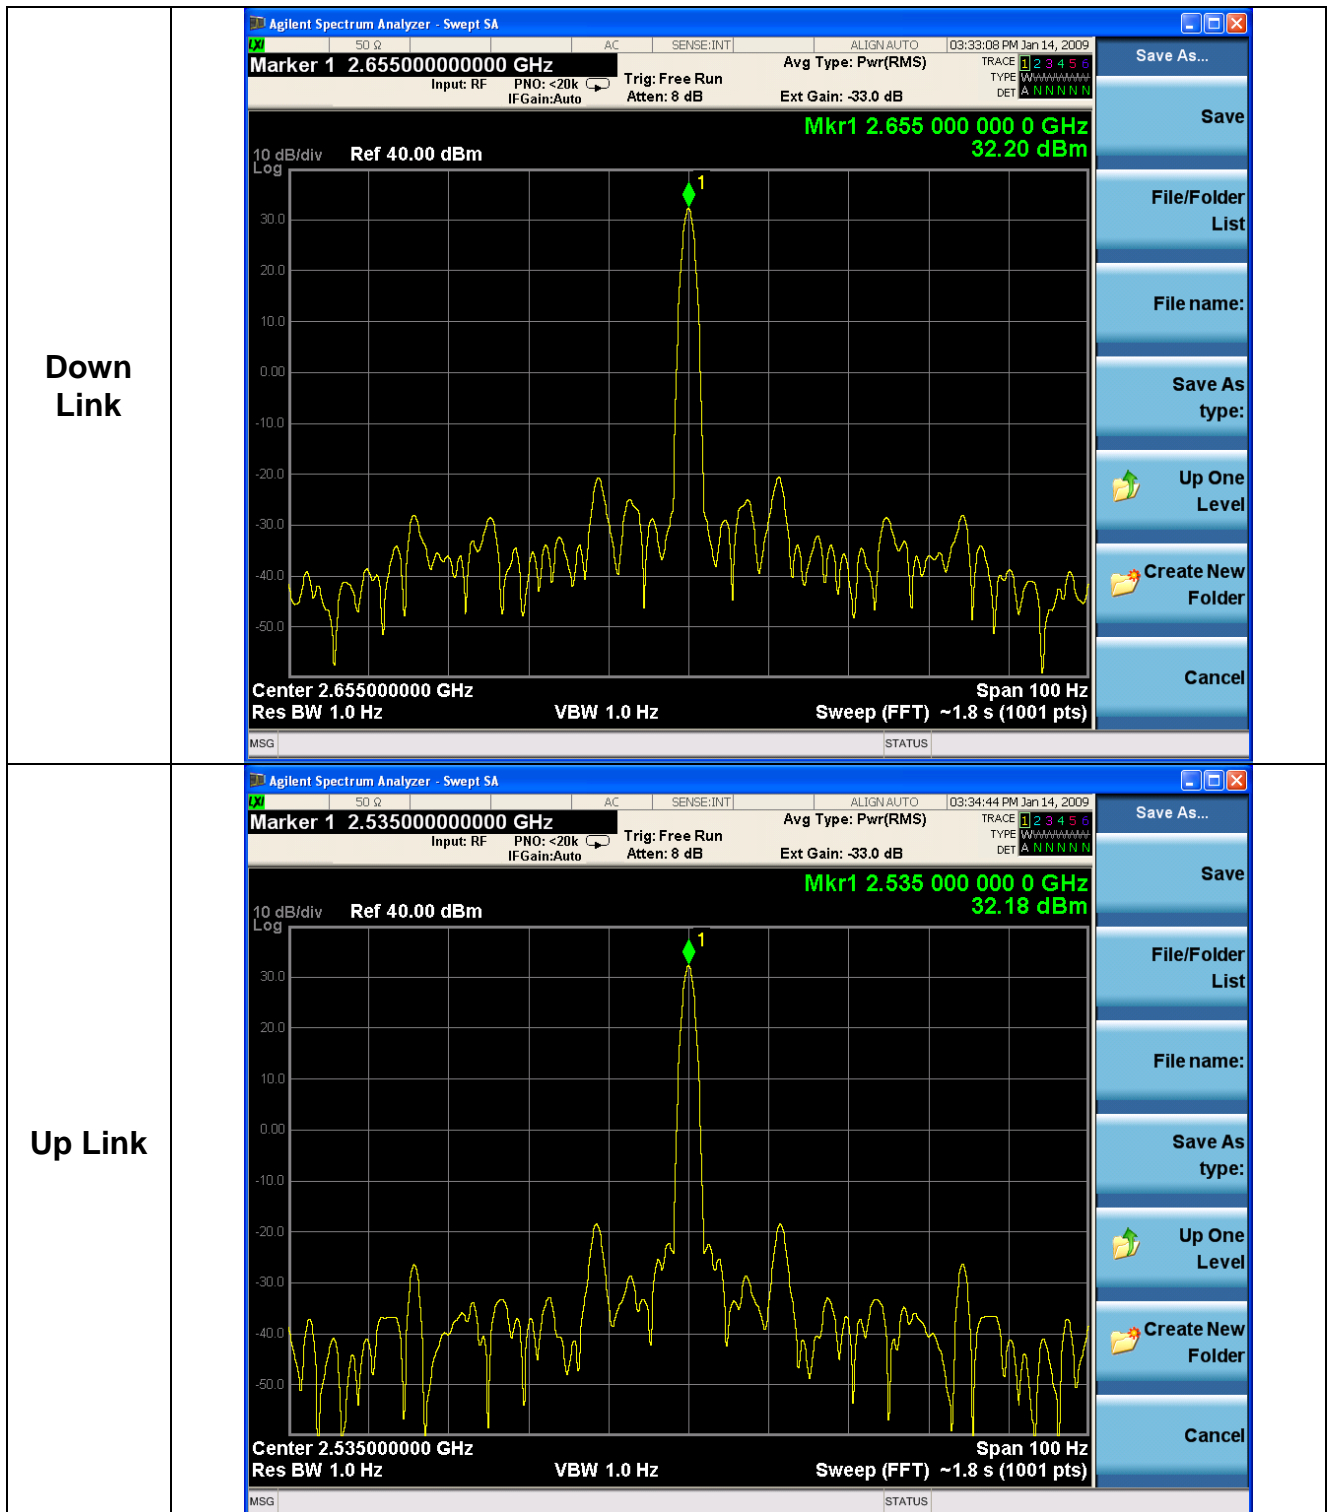 Down
Link
Agilent Spectrum Analyzer - Swept SA
LXI 50 Ω AC SENSE:INT ALIGN AUTO 03:33:08 PM Jan 14, 2009
Marker 1 2.655000000000 GHz
Input: RF PNO: <20k
IFGain:Auto
Trig: Free Run
Atten: 8 dB
Avg Type: Pwr(RMS)
Ext Gain: -33.0 dB
TRACE 1 2 3 4 5 6
TYPE
DET A N N N N N
Mkr1 2.655 000 000 0 GHz
32.20 dBm
10 dB/div Ref 40.00 dBm
Log
1
30.0
20.0
10.0
0.00
-10.0
-20.0
-30.0
-40.0
-50.0
Center 2.655000000 GHz Span 100 Hz
Res BW 1.0 Hz VBW 1.0 Hz Sweep (FFT) ~1.8 s (1001 pts)
MSG STATUS
Save As...
Save
File/Folder
List
File name:
Save As
type:
Up One
Level
Create New
Folder
Cancel
Up Link
Agilent Spectrum Analyzer - Swept SA
LXI 50 Ω AC SENSE:INT ALIGN AUTO 03:34:44 PM Jan 14, 2009
Marker 1 2.535000000000 GHz
Input: RF PNO: <20k
IFGain:Auto
Trig: Free Run
Atten: 8 dB
Avg Type: Pwr(RMS)
Ext Gain: -33.0 dB
TRACE 1 2 3 4 5 6
TYPE
DET A N N N N N
Mkr1 2.535 000 000 0 GHz
32.18 dBm
10 dB/div Ref 40.00 dBm
Log
1
30.0
20.0
10.0
0.00
-10.0
-20.0
-30.0
-40.0
-50.0
Center 2.535000000 GHz Span 100 Hz
Res BW 1.0 Hz VBW 1.0 Hz Sweep (FFT) ~1.8 s (1001 pts)
MSG STATUS
Save As...
Save
File/Folder
List
File name:
Save As
type:
Up One
Level
Create New
Folder
Cancel